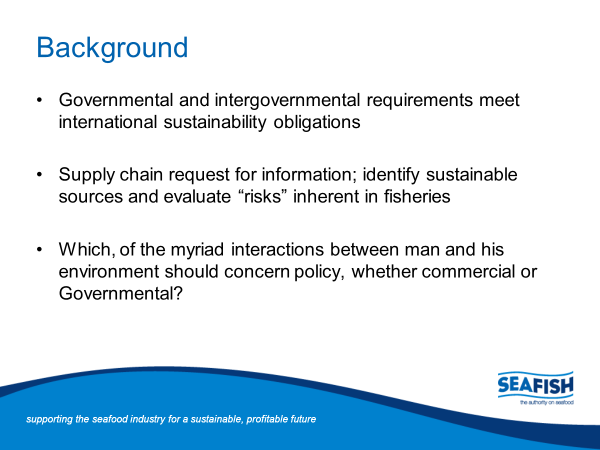 Background
• Governmental and intergovernmental requirements meet
international sustainability obligations
• Supply chain request for information; identify sustainable
sources and evaluate “risks” inherent in fisheries
• Which, of the myriad interactions between man and his
environment should concern policy, whether commercial or
Governmental?
SEAFISH
the authority on seafood
supporting the seafood industry for a sustainable, profitable future